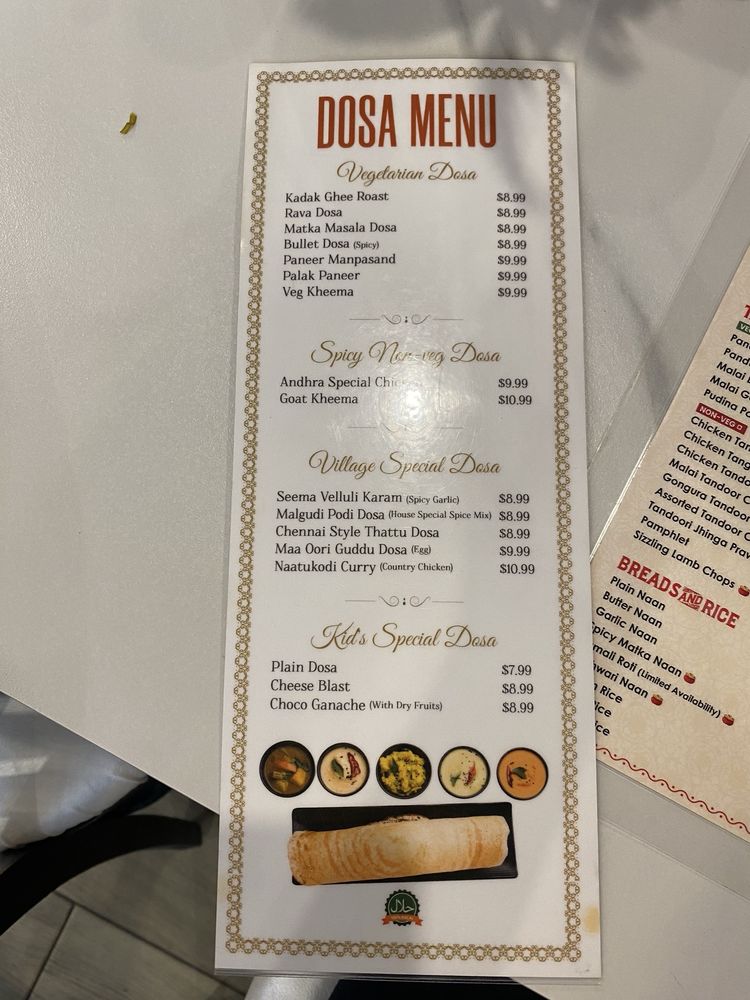 DOSA MENU
Vegetarian Dosa
Kadak Ghee Roast $8.99
Rava Dosa $8.99
Matka Masala Dosa $8.99
Bullet Dosa (Spicy) $8.99
Paneer Manpasand $9.99
Palak Paneer $9.99
Veg Kheema $9.99
Spicy Non-veg Dosa
Andhra Special $9.99
Goat Kheema $10.99
Village Special Dosa
Seema Velluli Karam (Spicy Garlic) $8.99
Malgudi Podi Dosa (House Special Spice Mix) $8.99
Chennai Style Thattu Dosa $8.99
Maa Oori Guddu Dosa (Egg) $9.99
Naatukodi Curry (Country Chicken) $10.99
Kid's Special Dosa
Plain Dosa $7.99
Cheese Blast $8.99
Choco Ganache (With Dry Fruits) $8.99
حلال
Malai
Malai
Pudina
NON-VEG
Chicken
Chicken
Chicken
Malai Tandoor
Gongura Tandoor
Assorted Tandoor
Tandoori Jhinga
Pamphlet
Sizzling Lamb Chops
BREADS AND RICE
Plain Naan
Butter Naan
Garlic Naan
Matka Naan
Roti (Limited Availability)
Naan
Rice